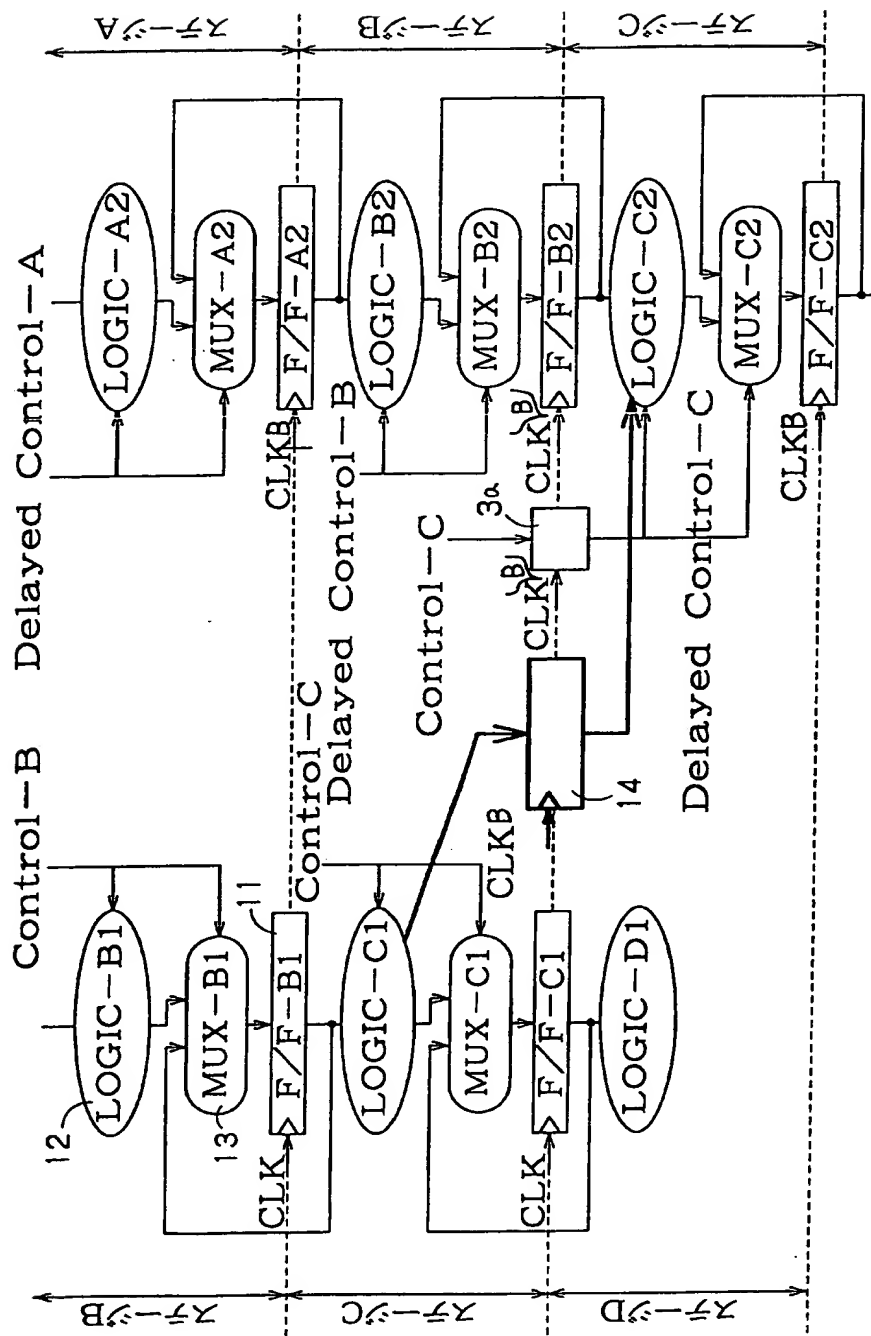 Control-B
Delayed Control-A
12
LOGIC-B1
LOGIC-A2
MUX-B1
13
MUX-A2
11
CLK
F/F-B1
CLKB
F/F-A2
Control-C
Delayed Control-B
LOGIC-C1
LOGIC-B2
MUX-C1
MUX-B2
Control-C
CLK
F/F-C1
CLKB
14
CLKB
3a
CLKB
F/F-B2
LOGIC-D1
LOGIC-C2
Delayed Control-C
MUX-C2
CLKB
F/F-C2
ステージB
ステージC
ステージD
ステージA
ステージB
ステージC